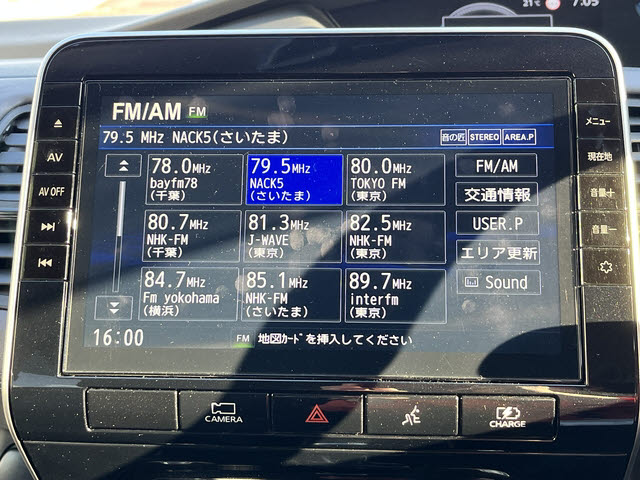 21℃
7:09
FM/AM FM
79.5 MHz NACK5(さいたま)
音の匠 STEREO AREA.P
78.0MHz
bayfm78
(千葉)
79.5MHz
NACK5
(さいたま)
80.0MHz
TOKYO FM
(東京)
80.7MHz
NHK-FM
(千葉)
81.3MHz
J-WAVE
(東京)
82.5MHz
NHK-FM
(東京)
84.7MHz
Fm yokohama
(横浜)
85.1MHz
NHK-FM
(さいたま)
89.7MHz
interfm
(東京)
FM/AM
交通情報
USER.P
エリア更新
Sound
16:00
FM 地図ｶｰﾄﾞを挿入してください
AV
AV OFF
メニュー
現在地
音量+
音量−
CAMERA
CHARGE